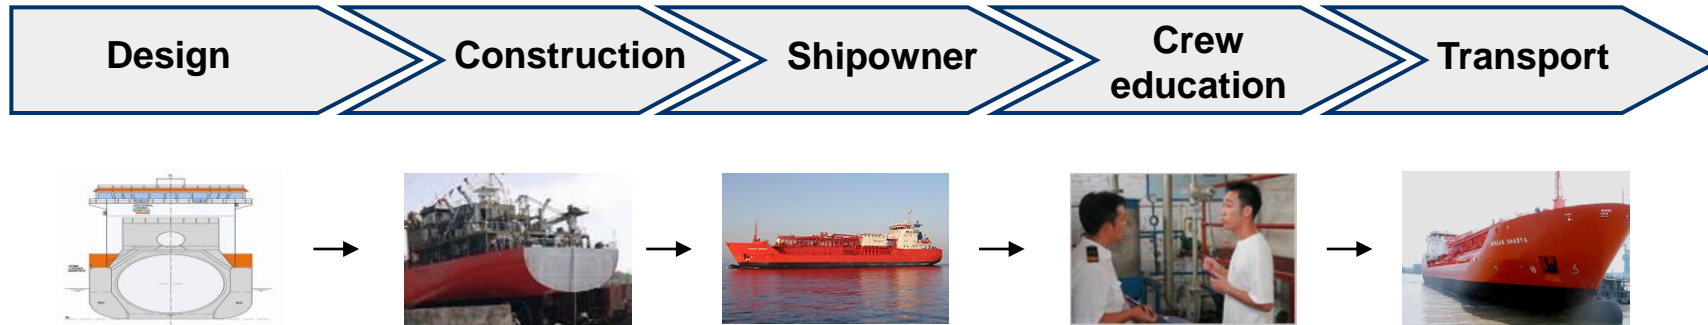 Design
Construction
Shipowner
Crew
education
Transport